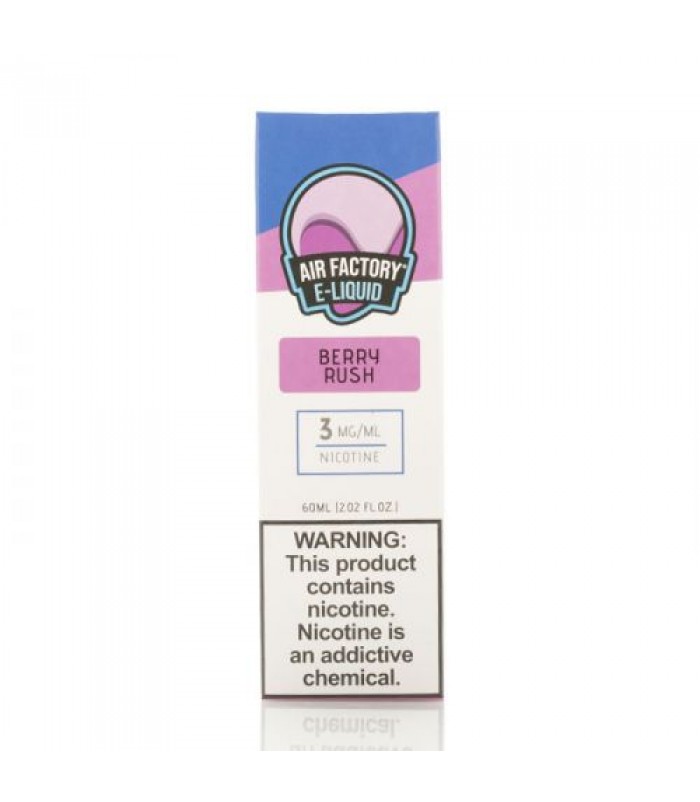 AIR FACTORY™
E-LIQUID
BERRY
RUSH
3 MG/ML
NICOTINE
60ML [2.02 FL.OZ.]
WARNING:
This product
contains
nicotine.
Nicotine is
an addictive
chemical.